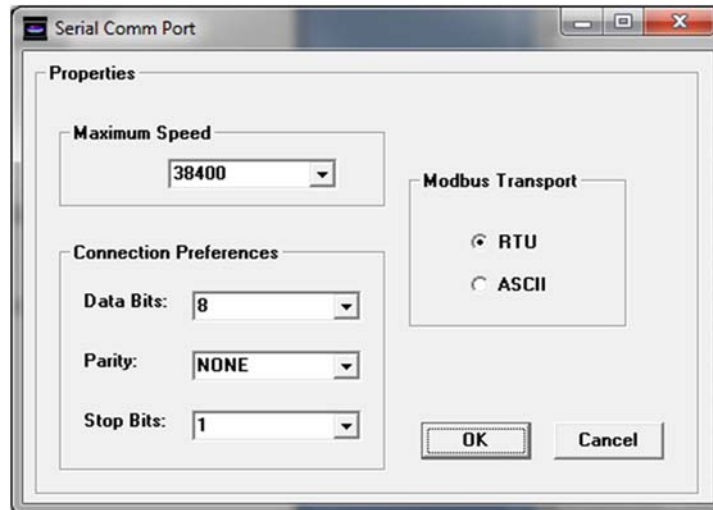 Serial Comm Port
Properties
Maximum Speed
38400
Modbus Transport
RTU
ASCII
Connection Preferences
Data Bits: 8
Parity: NONE
Stop Bits: 1
OK Cancel